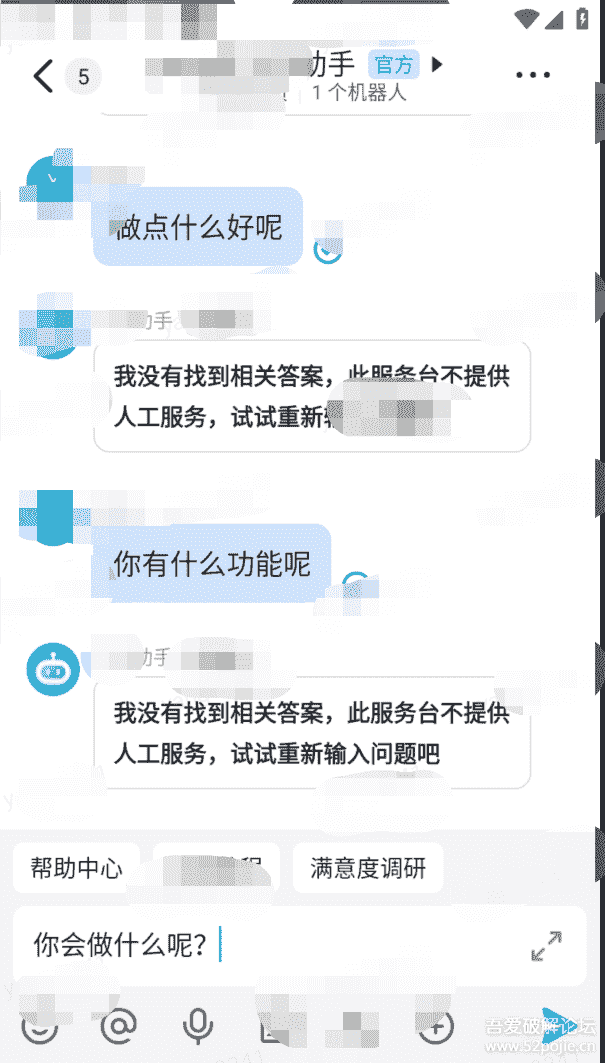 5
助手 官方
1 个机器人
做点什么好呢
助手
我没有找到相关答案，此服务台不提供
人工服务，试试重新
你有什么功能呢
助手
我没有找到相关答案，此服务台不提供
人工服务，试试重新输入问题吧
帮助中心 程 满意度调研
你会做什么呢？
吾爱破解论坛
www.52pojie.cn